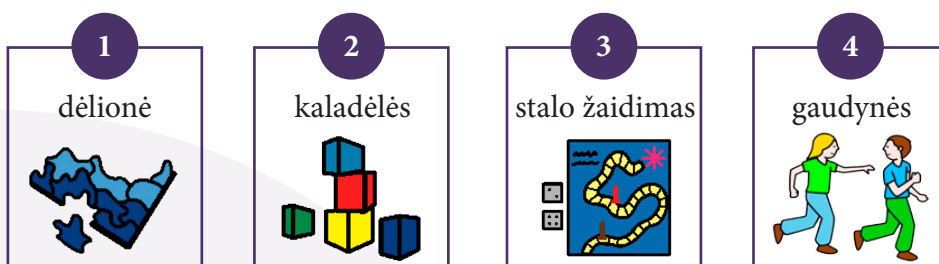 1
dėlionė
2
kaladėlės
3
stalo žaidimas
4
gaudynės